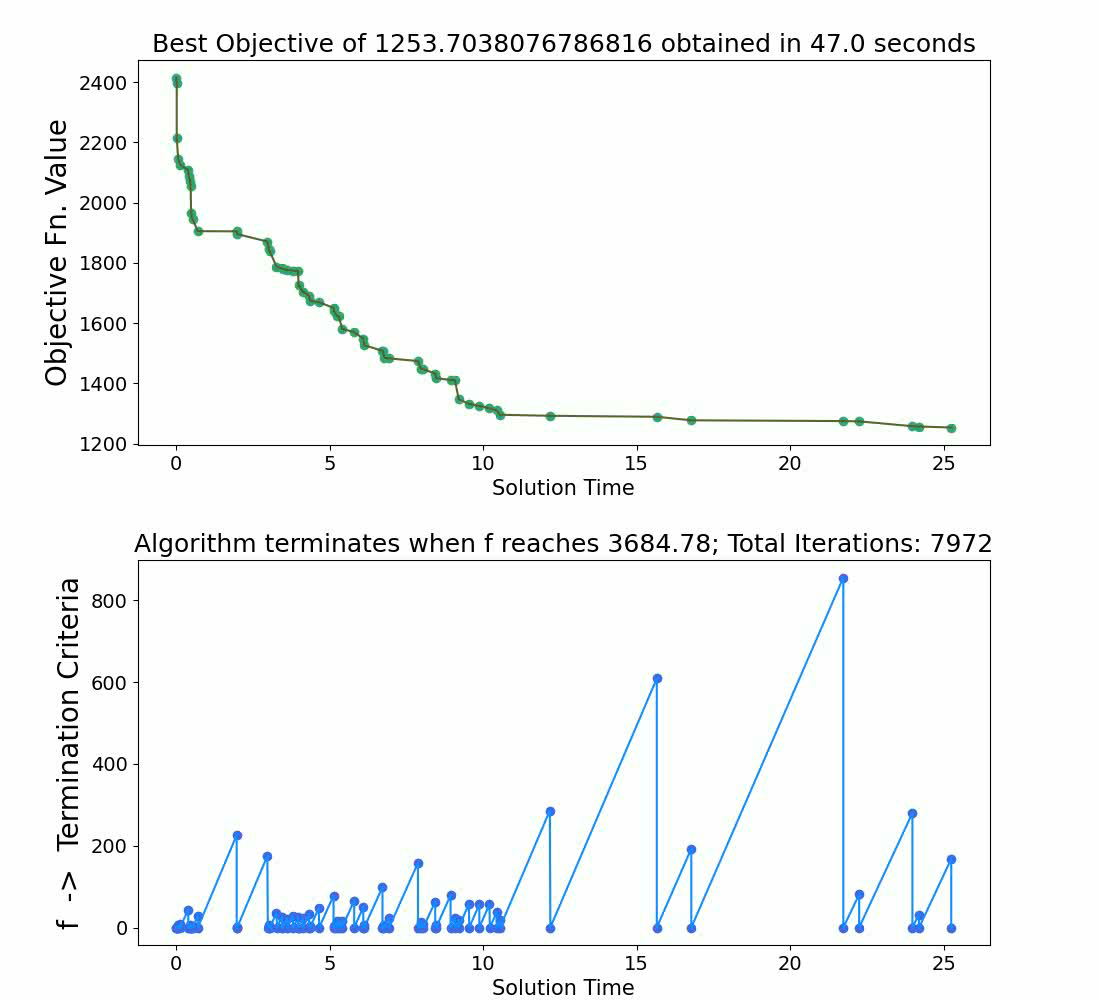 Best Objective of 1253.7038076786816 obtained in 47.0 seconds
Objective Fn. Value
2400
2200
2000
1800
1600
1400
1200
0 5 10 15 20 25
Solution Time
Algorithm terminates when f reaches 3684.78; Total Iterations: 7972
f -> Termination Criteria
800
600
400
200
0
0 5 10 15 20 25
Solution Time